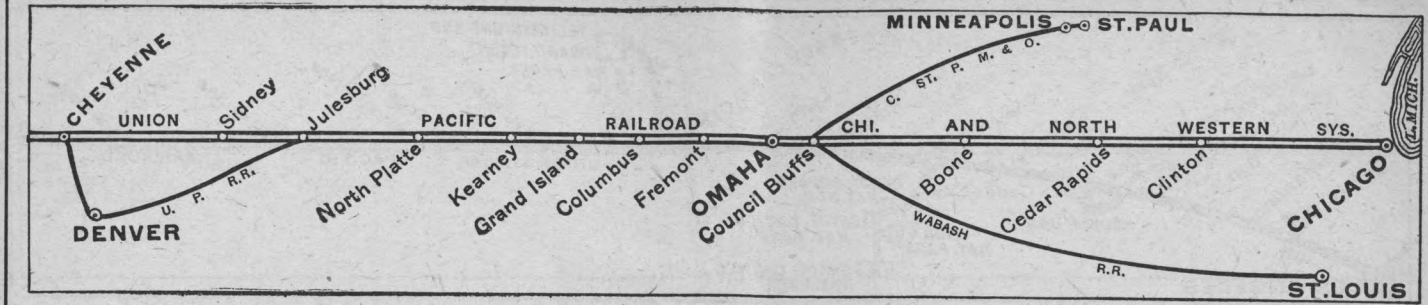 MINNEAPOLIS ST. PAUL
C. ST. P. M. & O.
L. MICH.
CHEYENNE
UNION PACIFIC RAILROAD
Sidney
Julesburg
U. P. R.R.
DENVER
North Platte
Kearney
Grand Island
Columbus
Fremont
OMAHA
Council Bluffs
CHI. AND NORTH WESTERN SYS.
Boone
Cedar Rapids
Clinton
CHICAGO
WABASH R.R.
ST. LOUIS